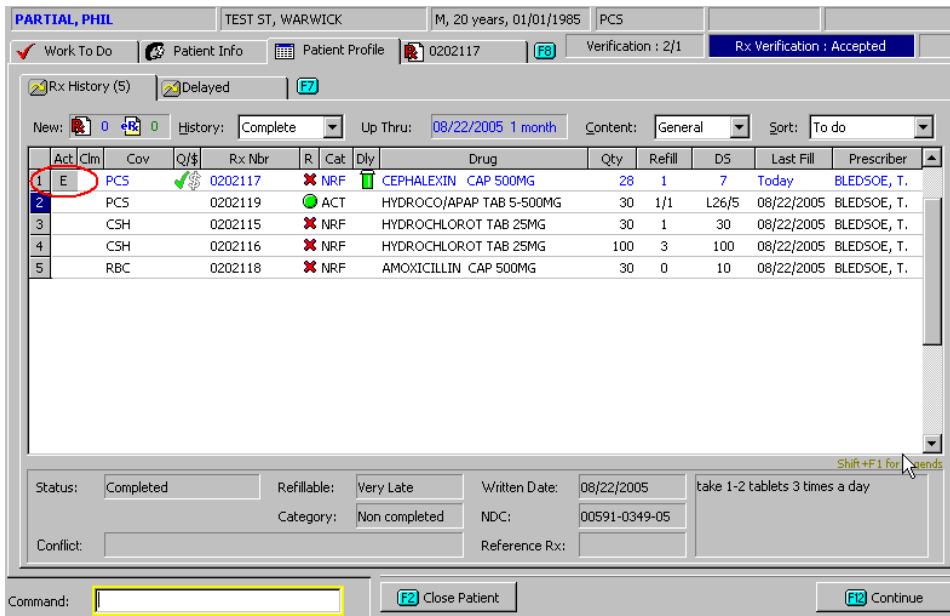 PARTIAL, PHIL TEST ST, WARWICK M, 20 years, 01/01/1985 PCS
Work To Do Patient Info Patient Profile 0202117 F8 Verification : 2/1 Rx Verification : Accepted
Rx History (5) Delayed F7
New: 0 eRx 0 History: Complete Up Thru: 08/22/2005 1 month Content: General Sort: To do
Act Clm Cov Q/$ Rx Nbr R Cat Dly Drug Qty Refill DS Last Fill Prescriber
1 E PCS $ 0202117 NRF CEPHALEXIN CAP 500MG 28 1 7 Today BLEDSOE, T.
2 PCS 0202119 ACT HYDROCO/APAP TAB 5-500MG 30 1/1 L26/5 08/22/2005 BLEDSOE, T.
3 CSH 0202115 NRF HYDROCHLOROT TAB 25MG 30 1 30 08/22/2005 BLEDSOE, T.
4 CSH 0202116 NRF HYDROCHLOROT TAB 25MG 100 3 100 08/22/2005 BLEDSOE, T.
5 RBC 0202118 NRF AMOXICILLIN CAP 500MG 30 0 10 08/22/2005 BLEDSOE, T.
Shift+F1 for
Status: Completed Refillable: Very Late Written Date: 08/22/2005 take 1-2 tablets 3 times a day
Category: Non completed NDC: 00591-0349-05
Conflict: Reference Rx:
Command: F2 Close Patient F12 Continue